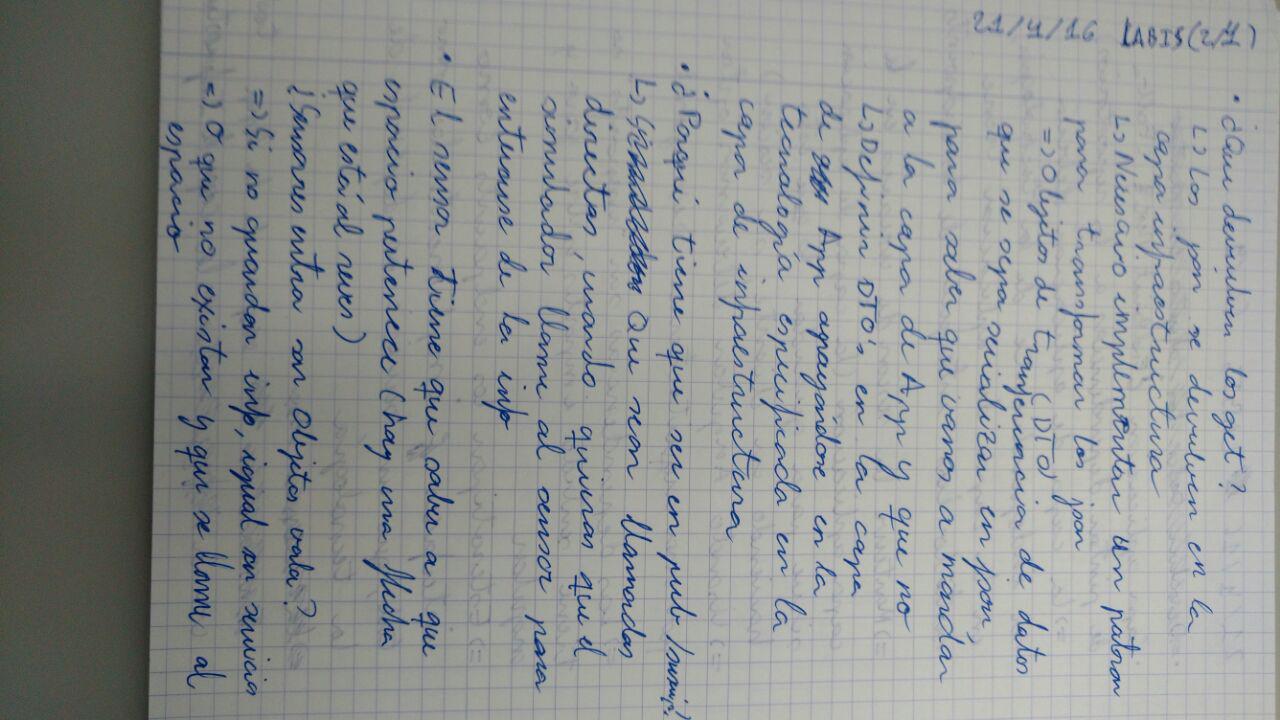 21/4/16 LABIS(2/1)
• ¿Que devuelven los get?
↳ Los json se devuelven en la
capa infraestructura
↳ Necesario implementar un patron
para transformar los json
=> Objetos de transferencia de datos (DTO)
que se sepa serializar en json,
para saber que vamos a mandar
a la capa de App y que no
↳ Definir DTO's en la capa
de App apoyándose en la
tecnología especificada en la
capa de infraestructura
• ¿Porqué tiene que ser en pub/suscrip?
↳ Que sean llamadas
directas, cuando quieras que el
simulador llame al sensor para
enterarse de la info
• El sensor tiene que saber a que
espacio pertenece (hay una flecha
que está al reves)
¿Sensores entra son Objetos vala?
=> Si no guardan info, igual son servicios
=> O que no existan y que se llame al
espacio